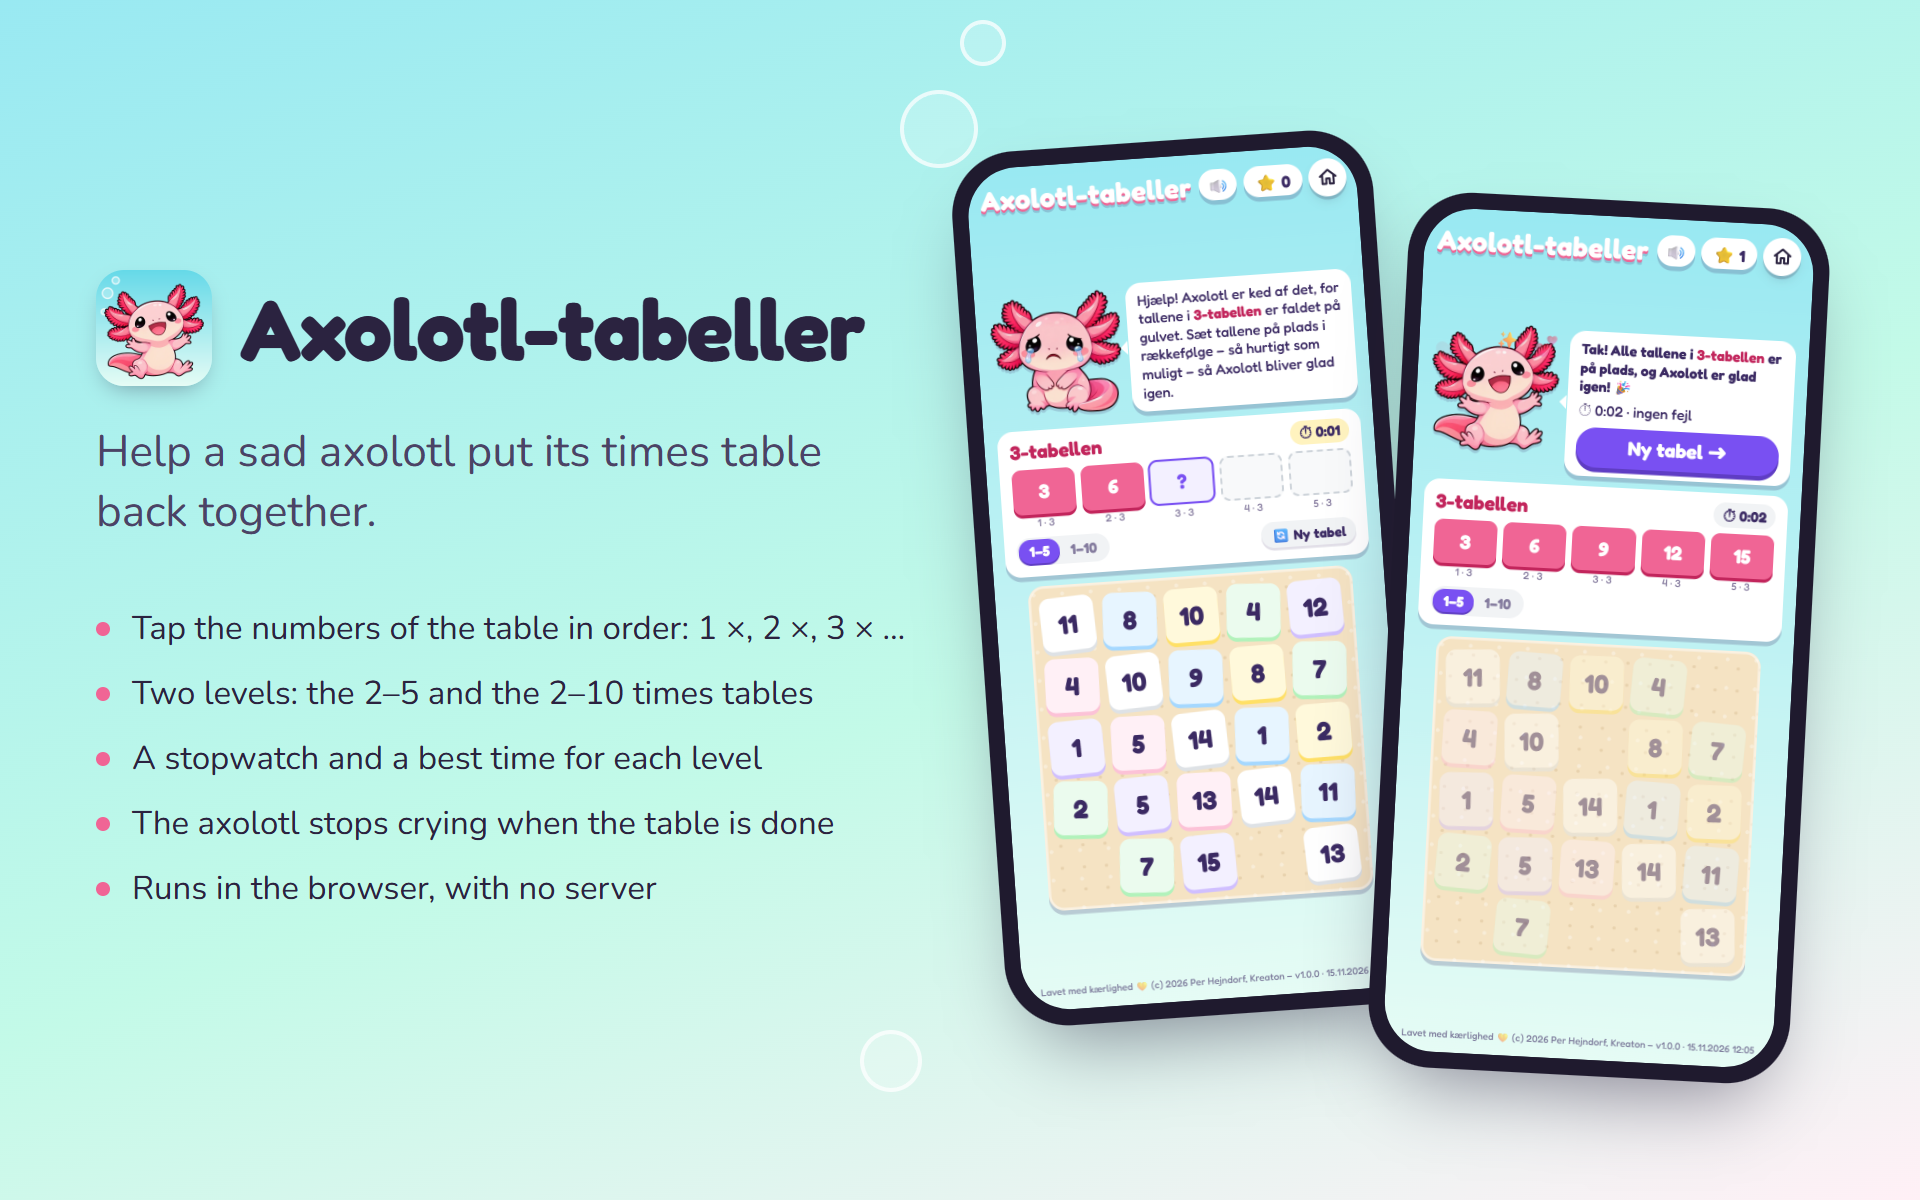 Axolotl-tabeller
Help a sad axolotl put its times table
back together.
Tap the numbers of the table in order: 1 ×, 2 ×, 3 × ...
Two levels: the 2–5 and the 2–10 times tables
A stopwatch and a best time for each level
The axolotl stops crying when the table is done
Runs in the browser, with no server
Axolotl-tabeller 0
Hjælp! Axolotl er ked af det, for
tallene i 3-tabellen er faldet på
gulvet. Sæt tallene på plads i
rækkefølge – så hurtigt som
muligt – så Axolotl bliver glad
igen.
3-tabellen 0:01
3 6 ?
1·3 2·3 3·3 4·3 5·3
1–5 1–10 Ny tabel
11 8 10 4 12
4 10 9 8 7
1 5 14 1 2
2 5 13 14 11
7 15 13
Lavet med kærlighed (c) 2026 Per Hejndorf, Kreaton – v1.0.0 · 15.11.2026
Axolotl-tabeller 1
Tak! Alle tallene i 3-tabellen er
på plads, og Axolotl er glad
igen! 🎉
0:02 · ingen fejl
Ny tabel →
3-tabellen 0:02
3 6 9 12 15
1·3 2·3 3·3 4·3 5·3
1–5 1–10
11 8 10 4
4 10 8 7
1 5 14 1 2
2 5 13 14 11
7 13
Lavet med kærlighed (c) 2026 Per Hejndorf, Kreaton – v1.0.0 · 15.11.2026 12:05